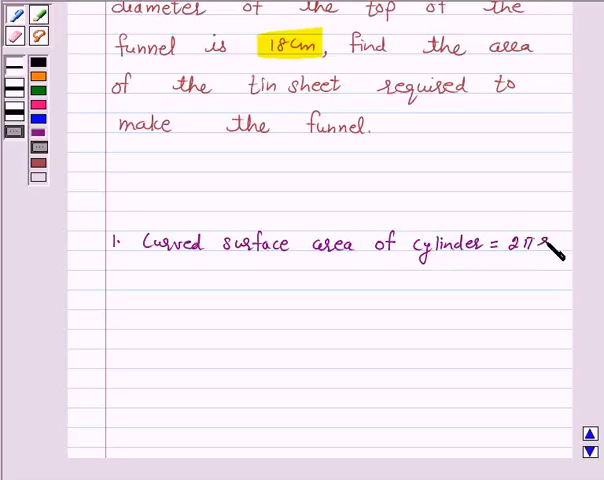 diameter of the top of the
funnel is 18cm, find the area
of the tin sheet required to
make the funnel.
1. Curved surface area of cylinder = 2πr